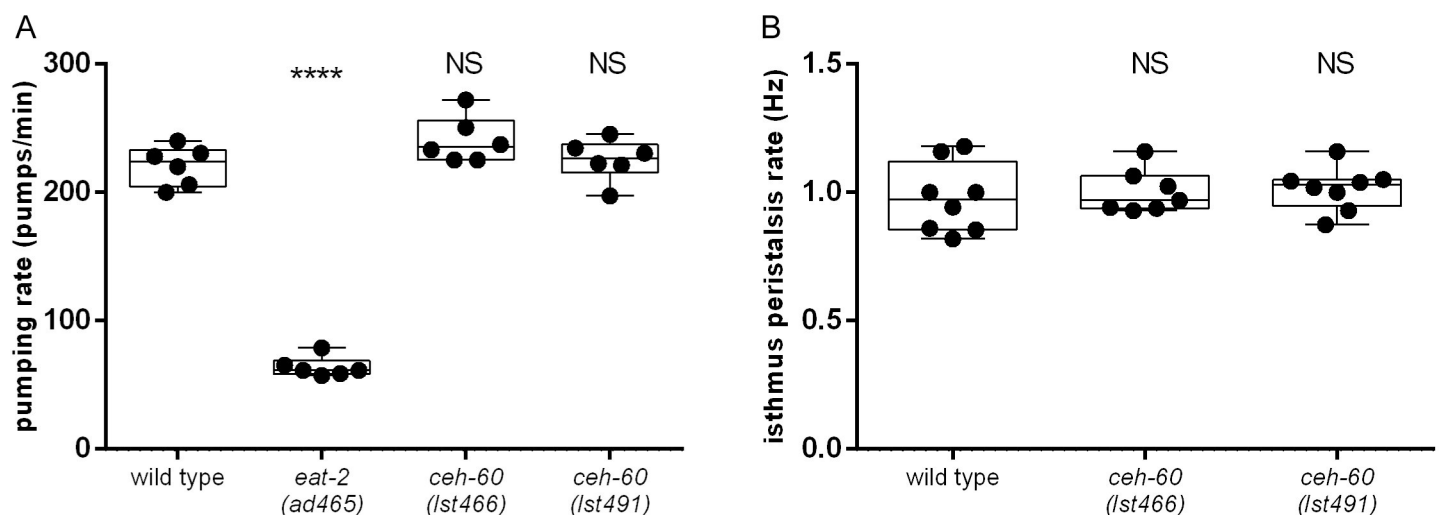 A
pumping rate (pumps/min)
300
200
100
0
****
NS
NS
wild type
eat-2
(ad465)
ceh-60
(lst466)
ceh-60
(lst491)
B
isthmus peristalsis rate (Hz)
1.5
1.0
0.5
0.0
NS
NS
wild type
ceh-60
(lst466)
ceh-60
(lst491)